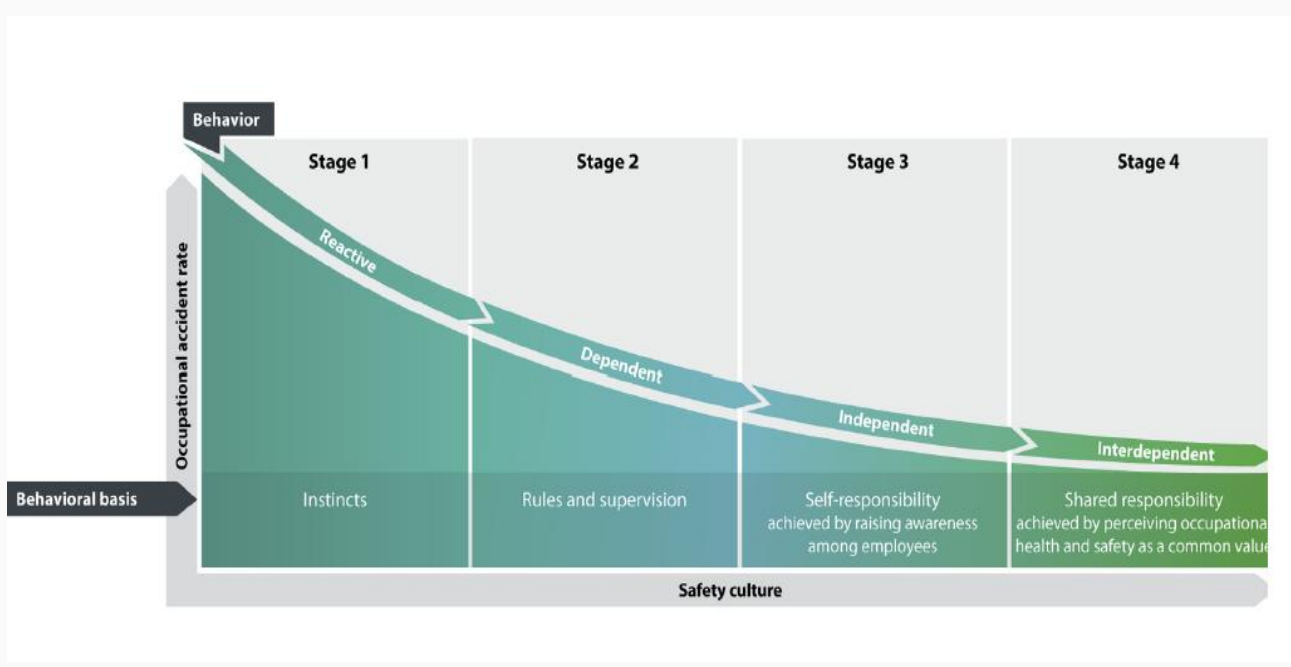 Behavior
Stage 1
Stage 2
Stage 3
Stage 4
Reactive
Dependent
Independent
Interdependent
Occupational accident rate
Behavioral basis
Instincts
Rules and supervision
Self-responsibility
achieved by raising awareness
among employees
Shared responsibility
achieved by perceiving occupationa
health and safety as a common value
Safety culture